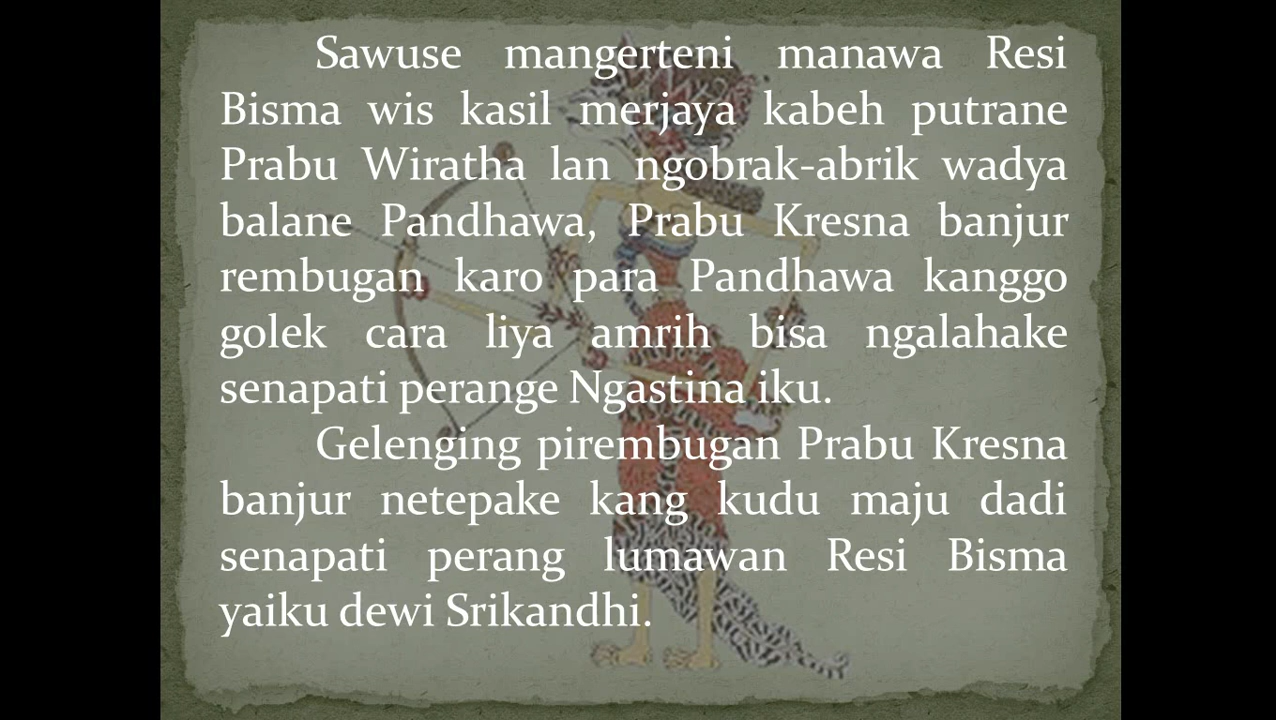 Sawuse mangerteni manawa Resi
Bisma wis kasil merjaya kabeh putrane
Prabu Wiratha lan ngobrak-abrik wadya
balane Pandhawa, Prabu Kresna banjur
rembugan karo para Pandhawa kanggo
golek cara liya amrih bisa ngalahake
senapati perange Ngastina iku.
Gelenging pirembugan Prabu Kresna
banjur netepake kang kudu maju dadi
senapati perang lumawan Resi Bisma
yaiku dewi Srikandhi.